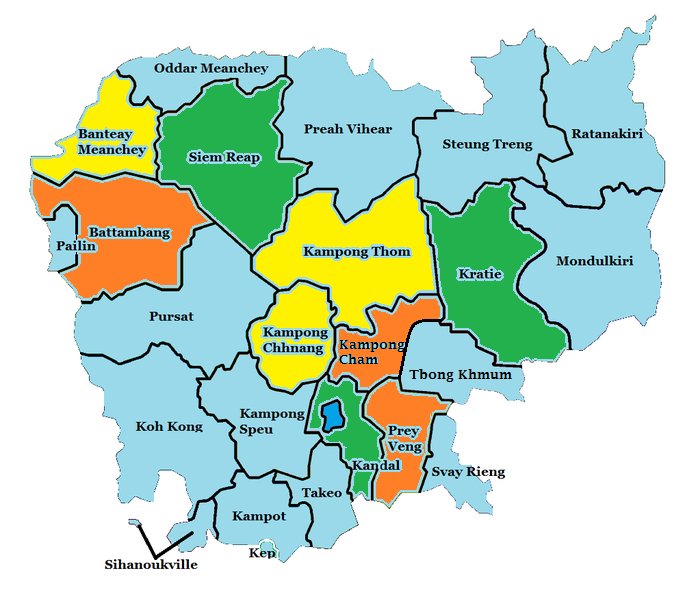 Oddar Meanchey
Banteay
Meanchey
Siem Reap
Preah Vihear
Steung Treng
Ratanakiri
Battambang
Pailin
Kampong Thom
Kratie
Mondulkiri
Pursat
Kampong
Chhnang
Kampong
Cham
Tbong Khmum
Koh Kong
Kampong
Speu
Prey
Veng
Kandal
Svay Rieng
Takeo
Kampot
Kep
Sihanoukville